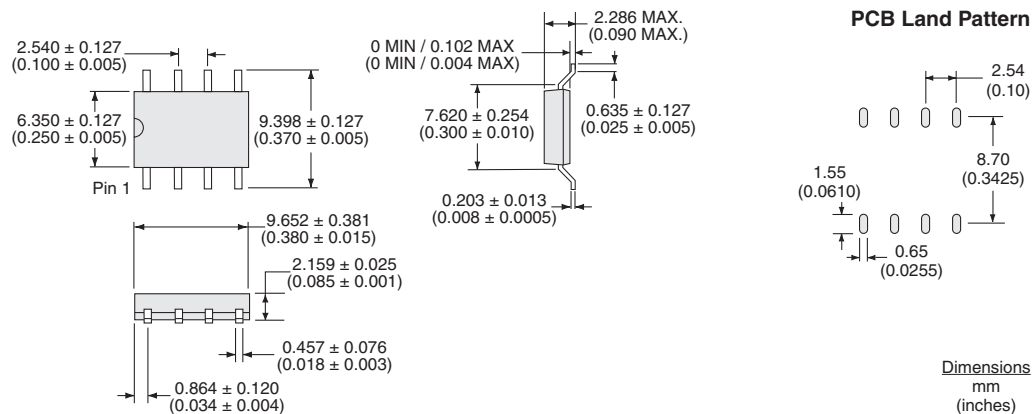 PCB Land Pattern
2.540 ± 0.127
(0.100 ± 0.005)
6.350 ± 0.127
(0.250 ± 0.005)
9.398 ± 0.127
(0.370 ± 0.005)
Pin 1
9.652 ± 0.381
(0.380 ± 0.015)
2.159 ± 0.025
(0.085 ± 0.001)
0.457 ± 0.076
(0.018 ± 0.003)
0.864 ± 0.120
(0.034 ± 0.004)
2.286 MAX.
(0.090 MAX.)
0 MIN / 0.102 MAX
(0 MIN / 0.004 MAX)
7.620 ± 0.254
(0.300 ± 0.010)
0.635 ± 0.127
(0.025 ± 0.005)
0.203 ± 0.013
(0.008 ± 0.0005)
2.54
(0.10)
8.70
(0.3425)
1.55
(0.0610)
0.65
(0.0255)
Dimensions
mm
(inches)